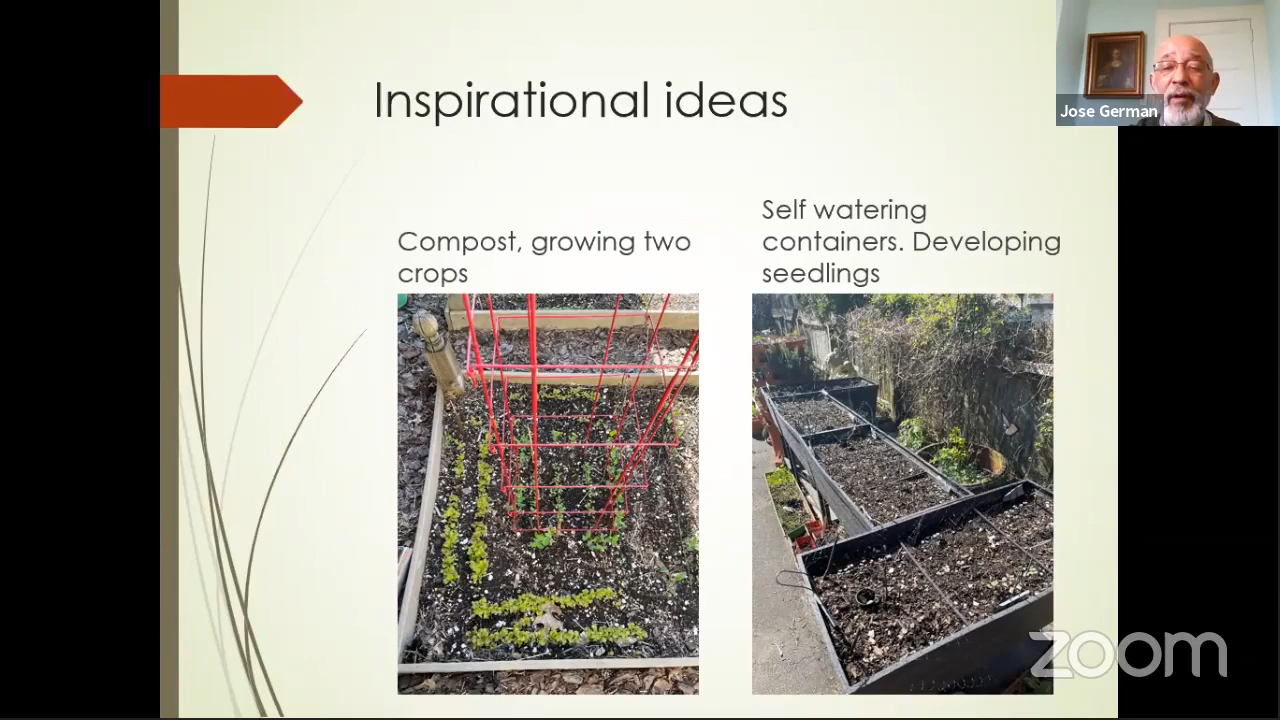 Inspirational ideas
Jose German
Compost, growing two
crops
Self watering
containers. Developing
seedlings
zoom